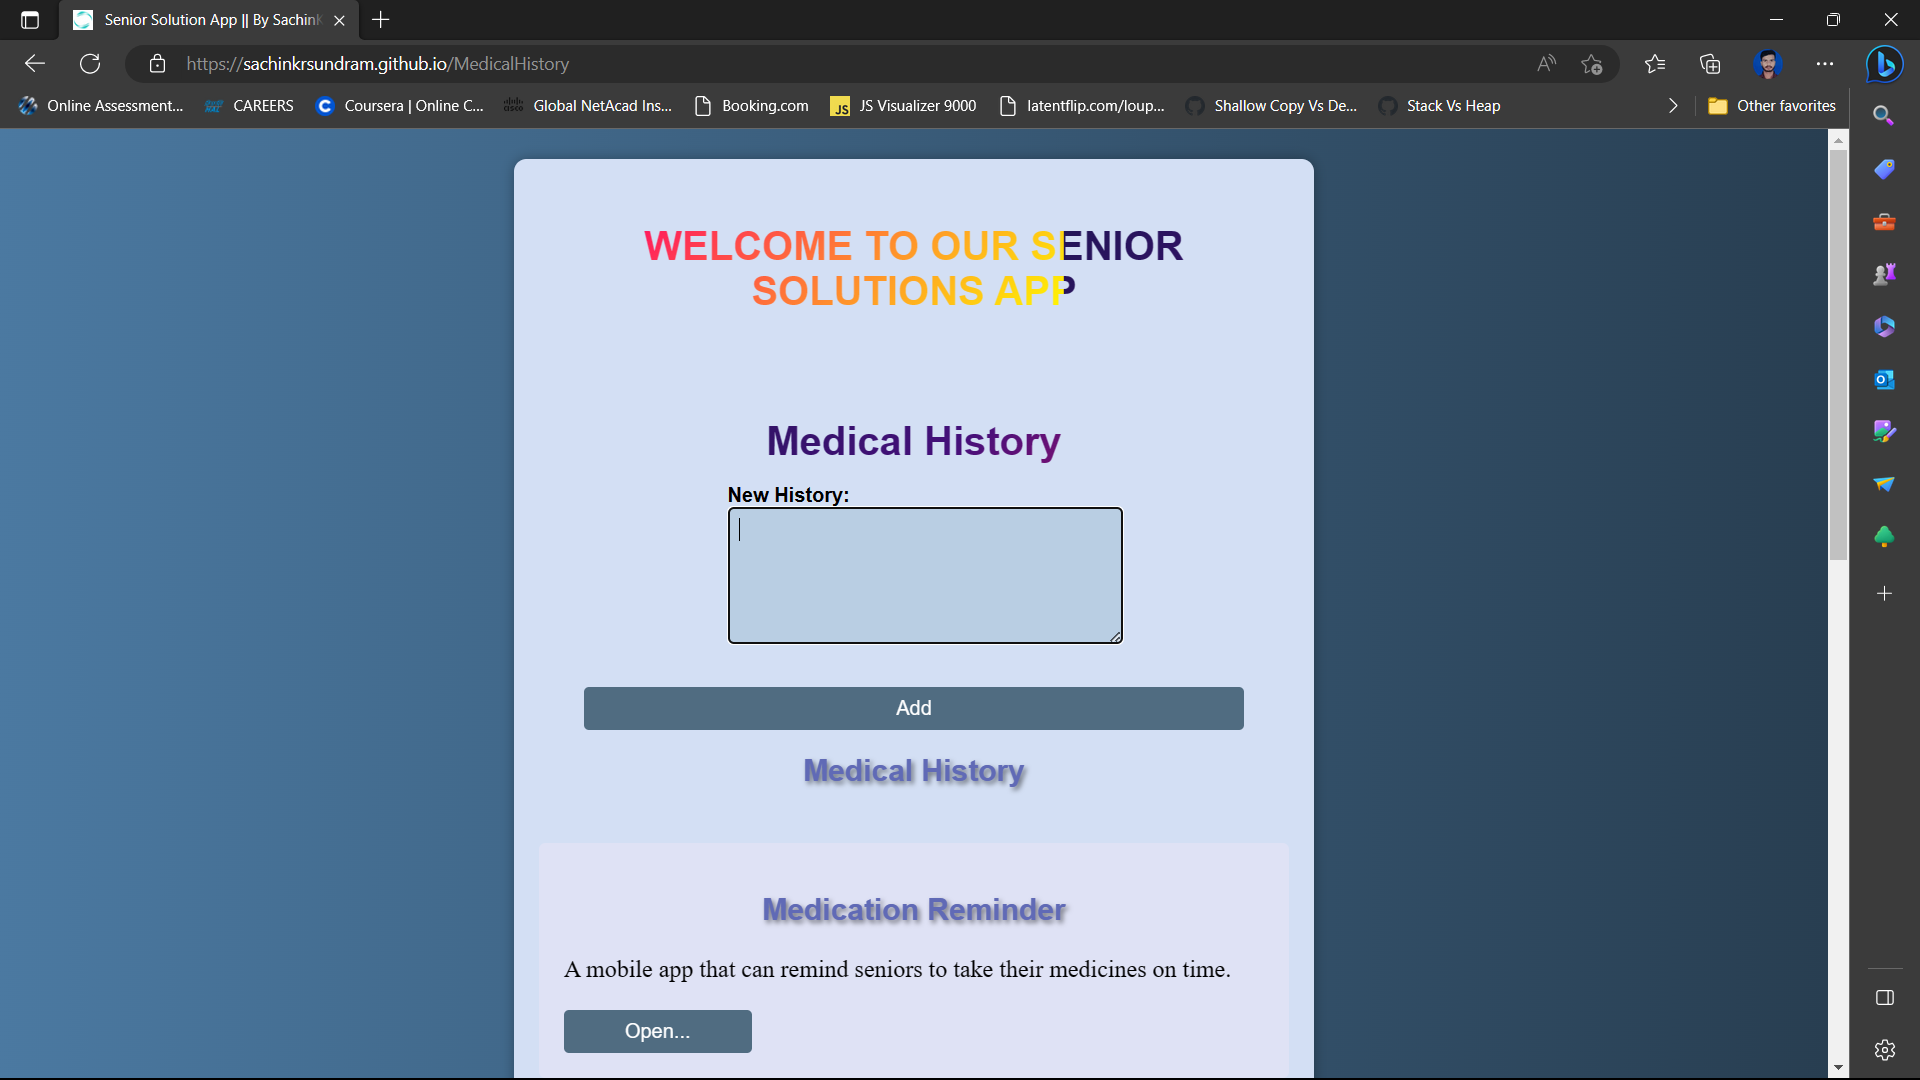 Senior Solution App || By Sachin
https://sachinkrsundram.github.io/MedicalHistory
Online Assessment... CAREERS Coursera | Online C... Global NetAcad Ins... Booking.com JS Visualizer 9000 latentflip.com/loup... Shallow Copy Vs De... Stack Vs Heap Other favorites
WELCOME TO OUR SENIOR
SOLUTIONS APP
Medical History
New History:
Add
Medical History
Medication Reminder
A mobile app that can remind seniors to take their medicines on time.
Open...